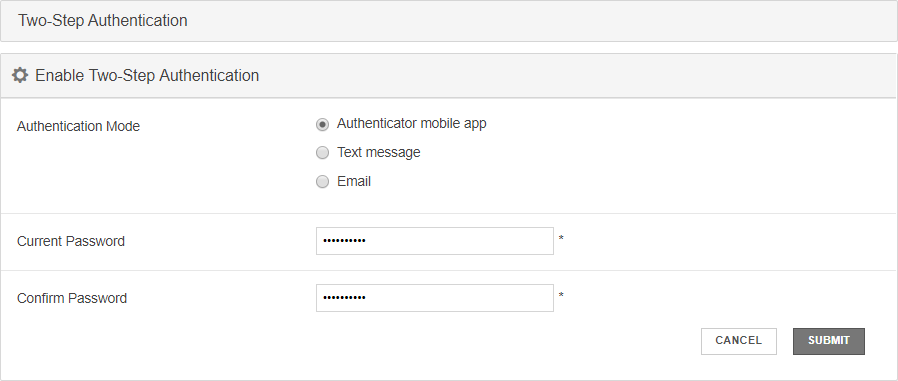 Two-Step Authentication
Enable Two-Step Authentication
Authentication Mode
Authenticator mobile app
Text message
Email
Current Password
•••••••••• *
Confirm Password
•••••••••• *
CANCEL SUBMIT